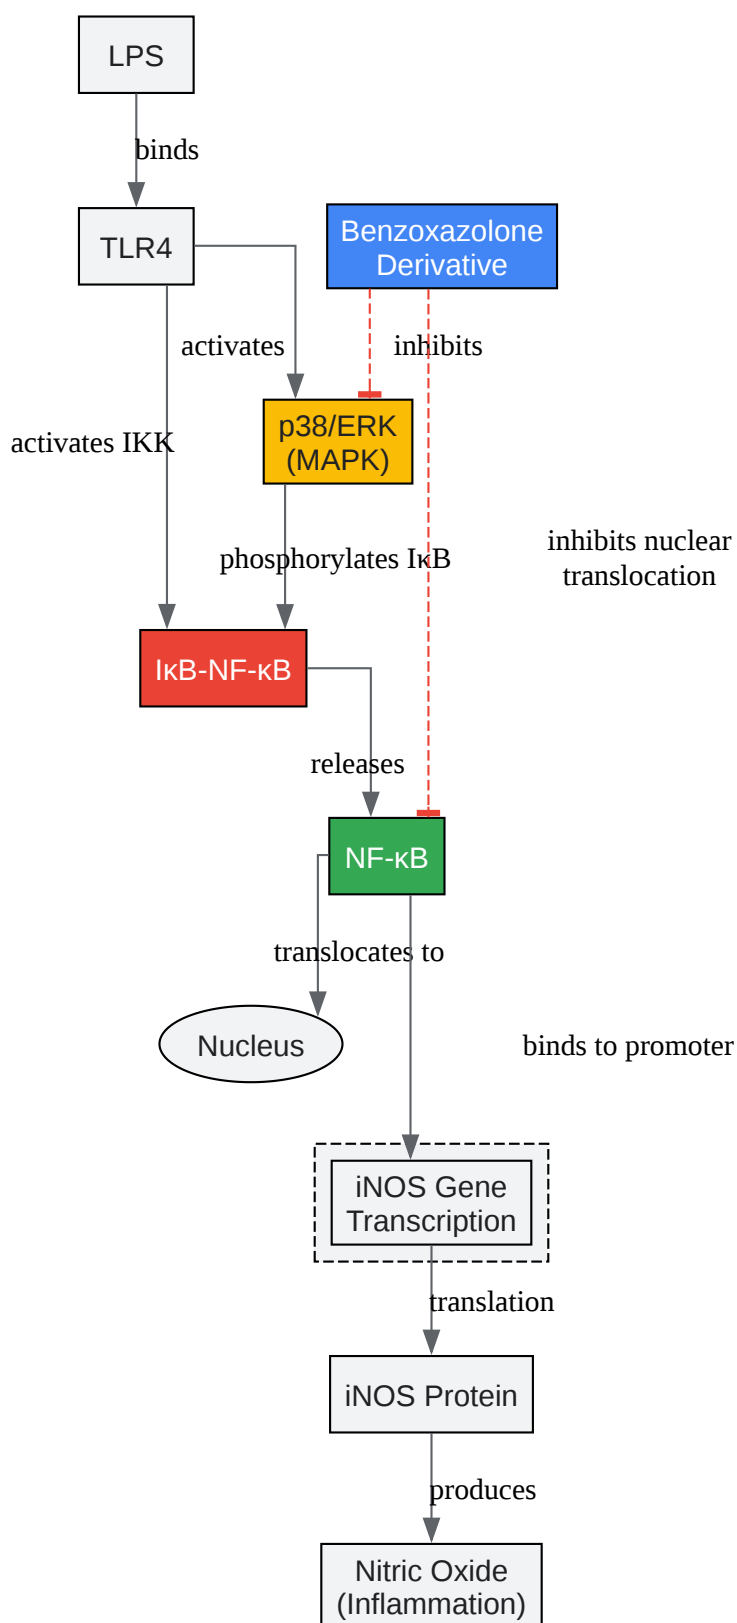 LPS
binds
TLR4
Benzoxazolone
Derivative
activates
inhibits
p38/ERK
(MAPK)
activates IKK
phosphorylates IκB
inhibits nuclear
translocation
IκB-NF-κB
releases
NF-κB
translocates to
Nucleus
binds to promoter
iNOS Gene
Transcription
translation
iNOS Protein
produces
Nitric Oxide
(Inflammation)